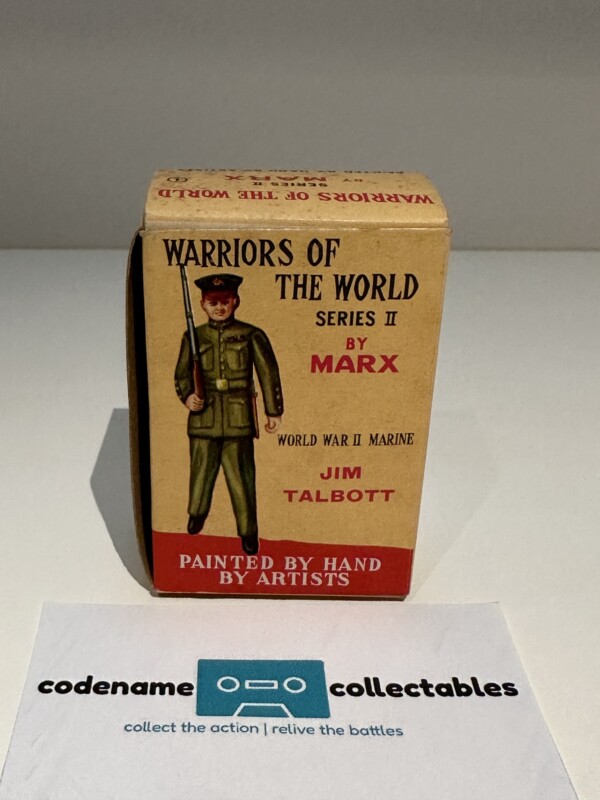 WARRIORS OF THE WORLD
SERIES II
BY MARX
WARRIORS OF
THE WORLD
SERIES II
BY
MARX
WORLD WAR II MARINE
JIM
TALBOTT
PAINTED BY HAND
BY ARTISTS
codename collectables
collect the action | relive the battles